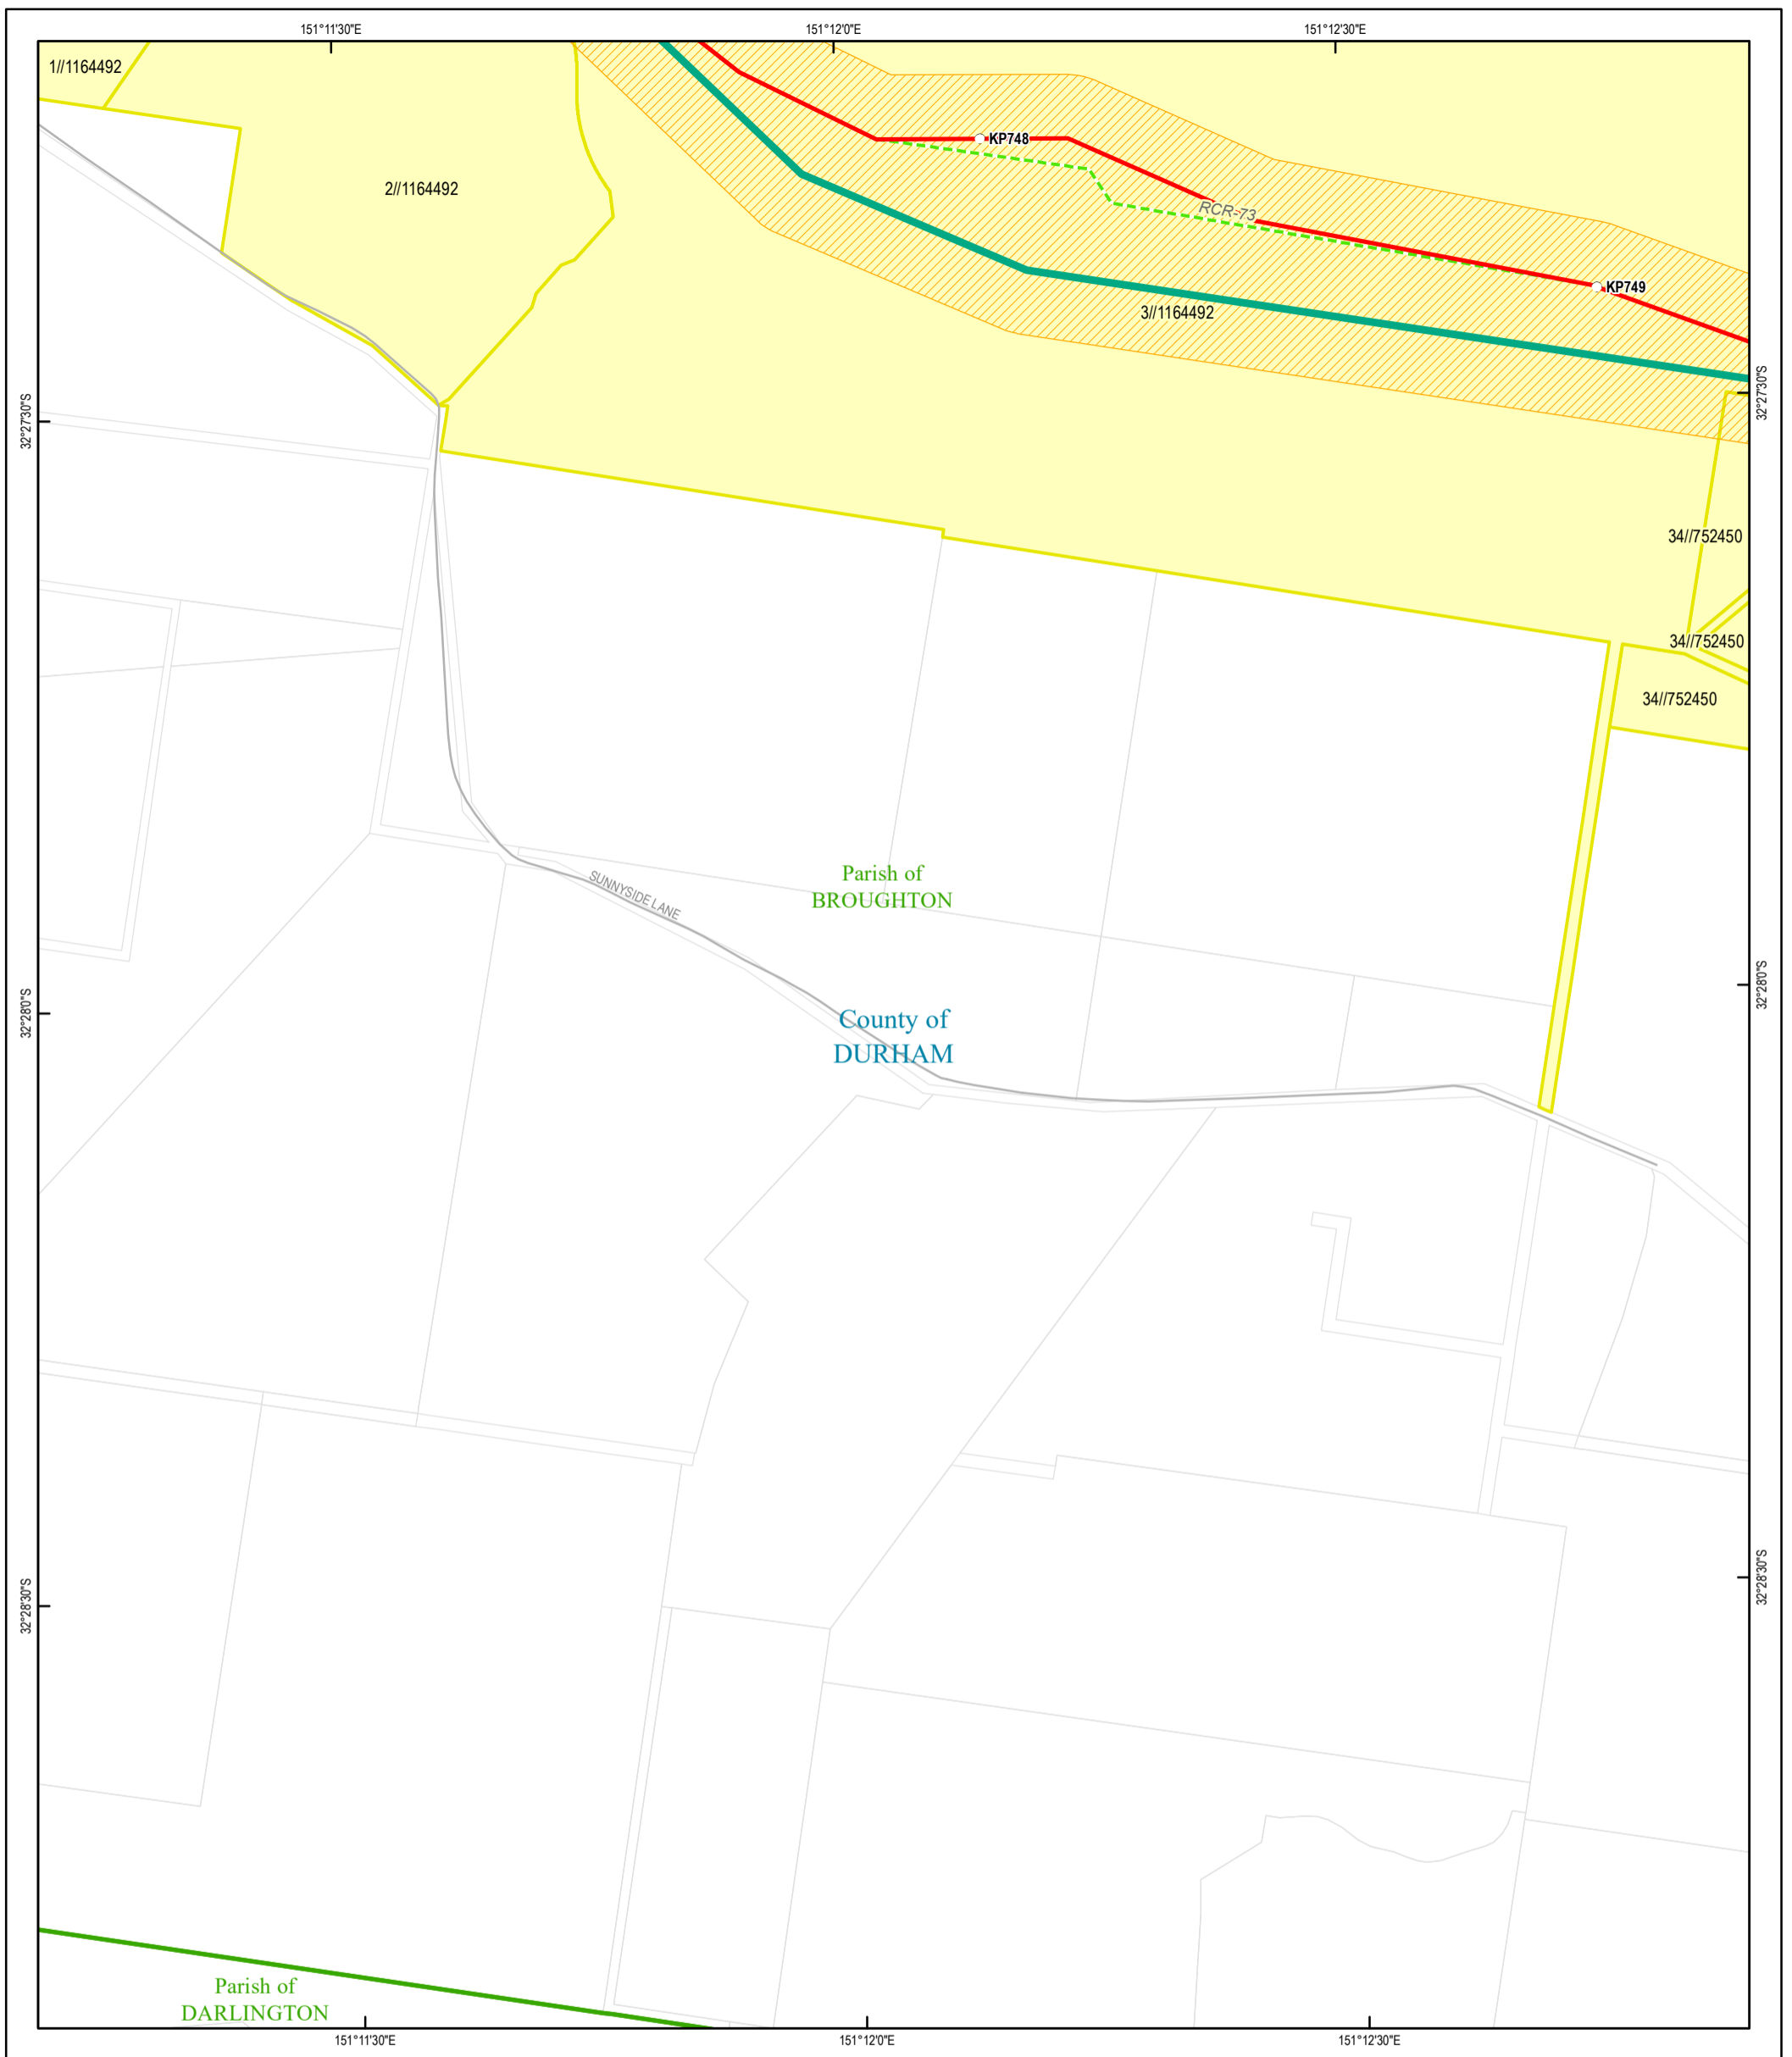 151°11'30"E
151°12'0"E
151°12'30"E
1//1164492
2//1164492
KP748
RCR-73
KP749
3//1164492
32°27'30"S
32°27'30"S
34//752450
34//752450
34//752450
Parish of
BROUGHTON
SUNNYSIDE LANE
32°28'0"S
32°28'0"S
County of
DURHAM
32°28'30"S
32°28'30"S
Parish of
DARLINGTON
151°11'30"E
151°12'0"E
151°12'30"E